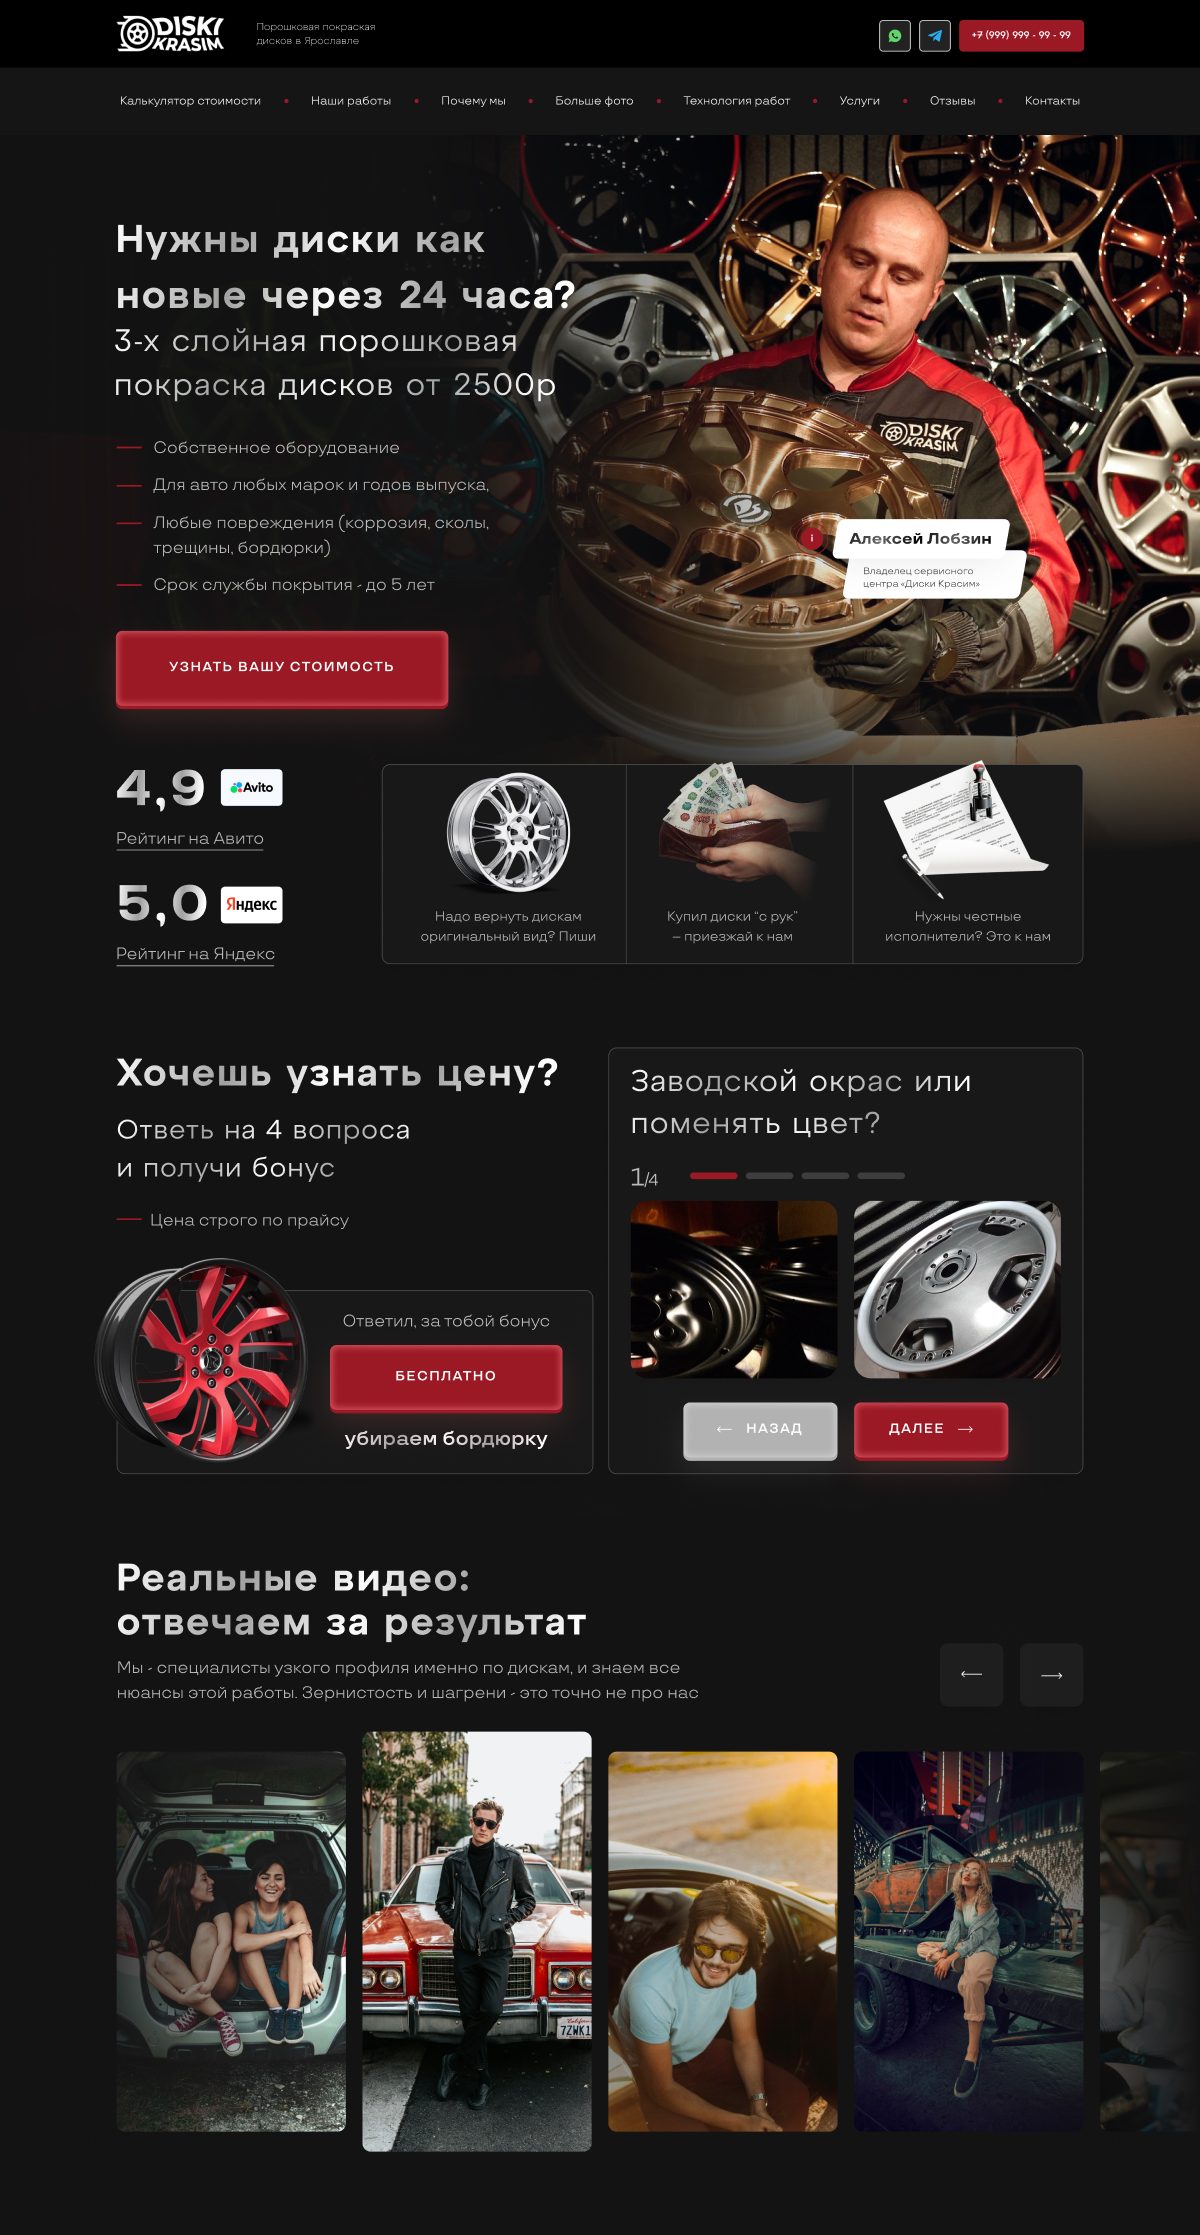 DISKI
KRASIM
Порошковая покраская
дисков в Ярославле
+7 (999) 999 - 99 - 99
Калькулятор стоимости
Наши работы
Почему мы
Больше фото
Технология работ
Услуги
Отзывы
Контакты
Нужны диски как
новые через 24 часа?
3-х слойная порошковая
покраска дисков от 2500р
Собственное оборудование
Для авто любых марок и годов выпуска,
Любые повреждения (коррозия, сколы,
трещины, бордюрки)
Срок службы покрытия - до 5 лет
УЗНАТЬ ВАШУ СТОИМОСТЬ
DISKI
KRASIM
i
Алексей Лобзин
Владелец сервисного
центра «Диски Красим»
4,9
Avito
Рейтинг на Авито
5,0
Яндекс
Рейтинг на Яндекс
Надо вернуть дискам
оригинальный вид? Пиши
Купил диски “с рук”
– приезжай к нам
Нужны честные
исполнители? Это к нам
Хочешь узнать цену?
Ответь на 4 вопроса
и получи бонус
Цена строго по прайсу
Ответил, за тобой бонус
БЕСПЛАТНО
убираем бордюрку
Заводской окрас или
поменять цвет?
1/4
НАЗАД
ДАЛЕЕ
Реальные видео:
отвечаем за результат
Мы - специалисты узкого профиля именно по дискам, и знаем все
нюансы этой работы. Зернистость и шагрени - это точно не про нас
California
7ZWK1